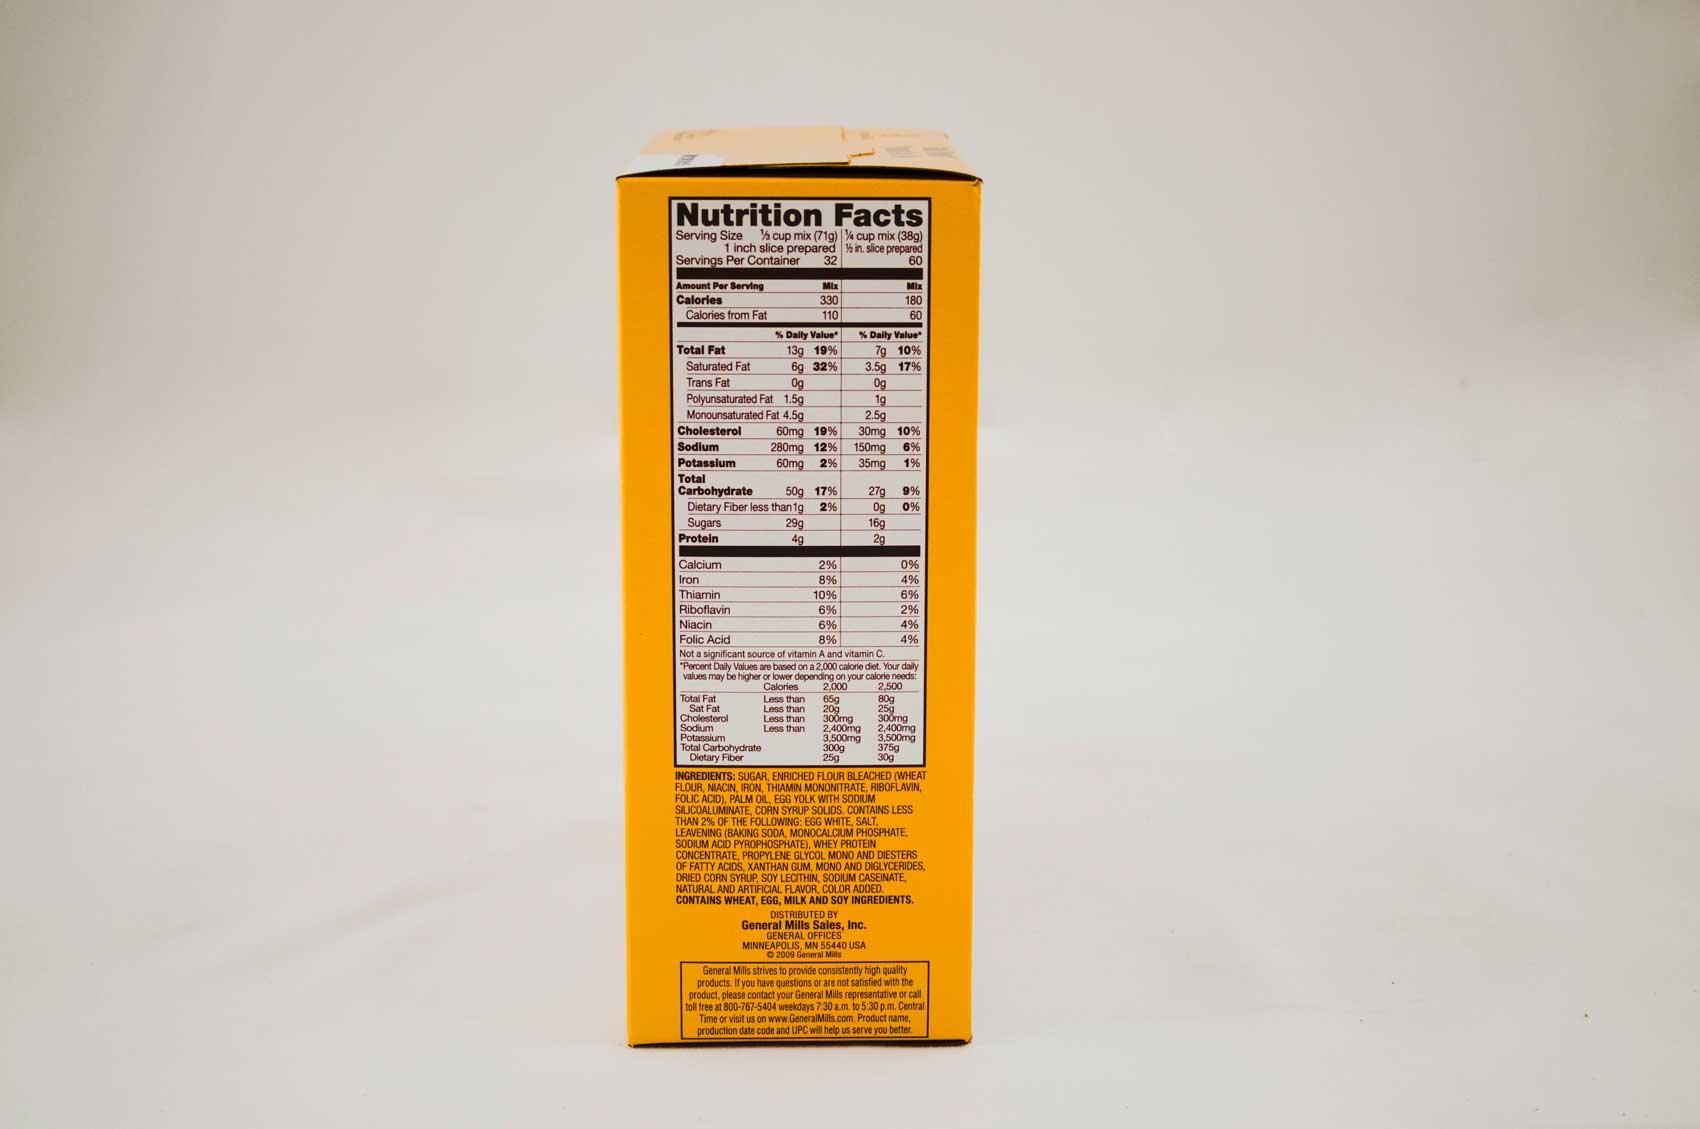 Nutrition Facts
Serving Size ⅓ cup mix (71g) ¼ cup mix (38g)
1 inch slice prepared ½ in. slice prepared
Servings Per Container 32 60
Amount Per Serving Mix Mix
Calories 330 180
Calories from Fat 110 60
% Daily Value* % Daily Value*
Total Fat 13g 19% 7g 10%
Saturated Fat 6g 32% 3.5g 17%
Trans Fat 0g 0g
Polyunsaturated Fat 1.5g 1g
Monounsaturated Fat 4.5g 2.5g
Cholesterol 60mg 19% 30mg 10%
Sodium 280mg 12% 150mg 6%
Potassium 60mg 2% 35mg 1%
Total
Carbohydrate 50g 17% 27g 9%
Dietary Fiber less than 1g 2% 0g 0%
Sugars 29g 16g
Protein 4g 2g
Calcium 2% 0%
Iron 8% 4%
Thiamin 10% 6%
Riboflavin 6% 2%
Niacin 6% 4%
Folic Acid 8% 4%
Not a significant source of vitamin A and vitamin C.
*Percent Daily Values are based on a 2,000 calorie diet. Your daily
values may be higher or lower depending on your calorie needs:
Calories 2,000 2,500
Total Fat Less than 65g 80g
Sat Fat Less than 20g 25g
Cholesterol Less than 300mg 300mg
Sodium Less than 2,400mg 2,400mg
Potassium 3,500mg 3,500mg
Total Carbohydrate 300g 375g
Dietary Fiber 25g 30g
INGREDIENTS: SUGAR, ENRICHED FLOUR BLEACHED (WHEAT
FLOUR, NIACIN, IRON, THIAMIN MONONITRATE, RIBOFLAVIN,
FOLIC ACID), PALM OIL, EGG YOLK WITH SODIUM
SILICOALUMINATE, CORN SYRUP SOLIDS. CONTAINS LESS
THAN 2% OF THE FOLLOWING: EGG WHITE, SALT,
LEAVENING (BAKING SODA, MONOCALCIUM PHOSPHATE,
SODIUM ACID PYROPHOSPHATE), WHEY PROTEIN
CONCENTRATE, PROPYLENE GLYCOL MONO AND DIESTERS
OF FATTY ACIDS, XANTHAN GUM, MONO AND DIGLYCERIDES,
DRIED CORN SYRUP, SOY LECITHIN, SODIUM CASEINATE,
NATURAL AND ARTIFICIAL FLAVOR, COLOR ADDED.
CONTAINS WHEAT, EGG, MILK AND SOY INGREDIENTS.
DISTRIBUTED BY
General Mills Sales, Inc.
GENERAL OFFICES
MINNEAPOLIS, MN 55440 USA
© 2009 General Mills
General Mills strives to provide consistently high quality
products. If you have questions or are not satisfied with the
product, please contact your General Mills representative or call
toll free at 800-767-5404 weekdays 7:30 a.m. to 5:30 p.m. Central
Time or visit us on www.GeneralMills.com. Product name,
production date code and UPC will help us serve you better.